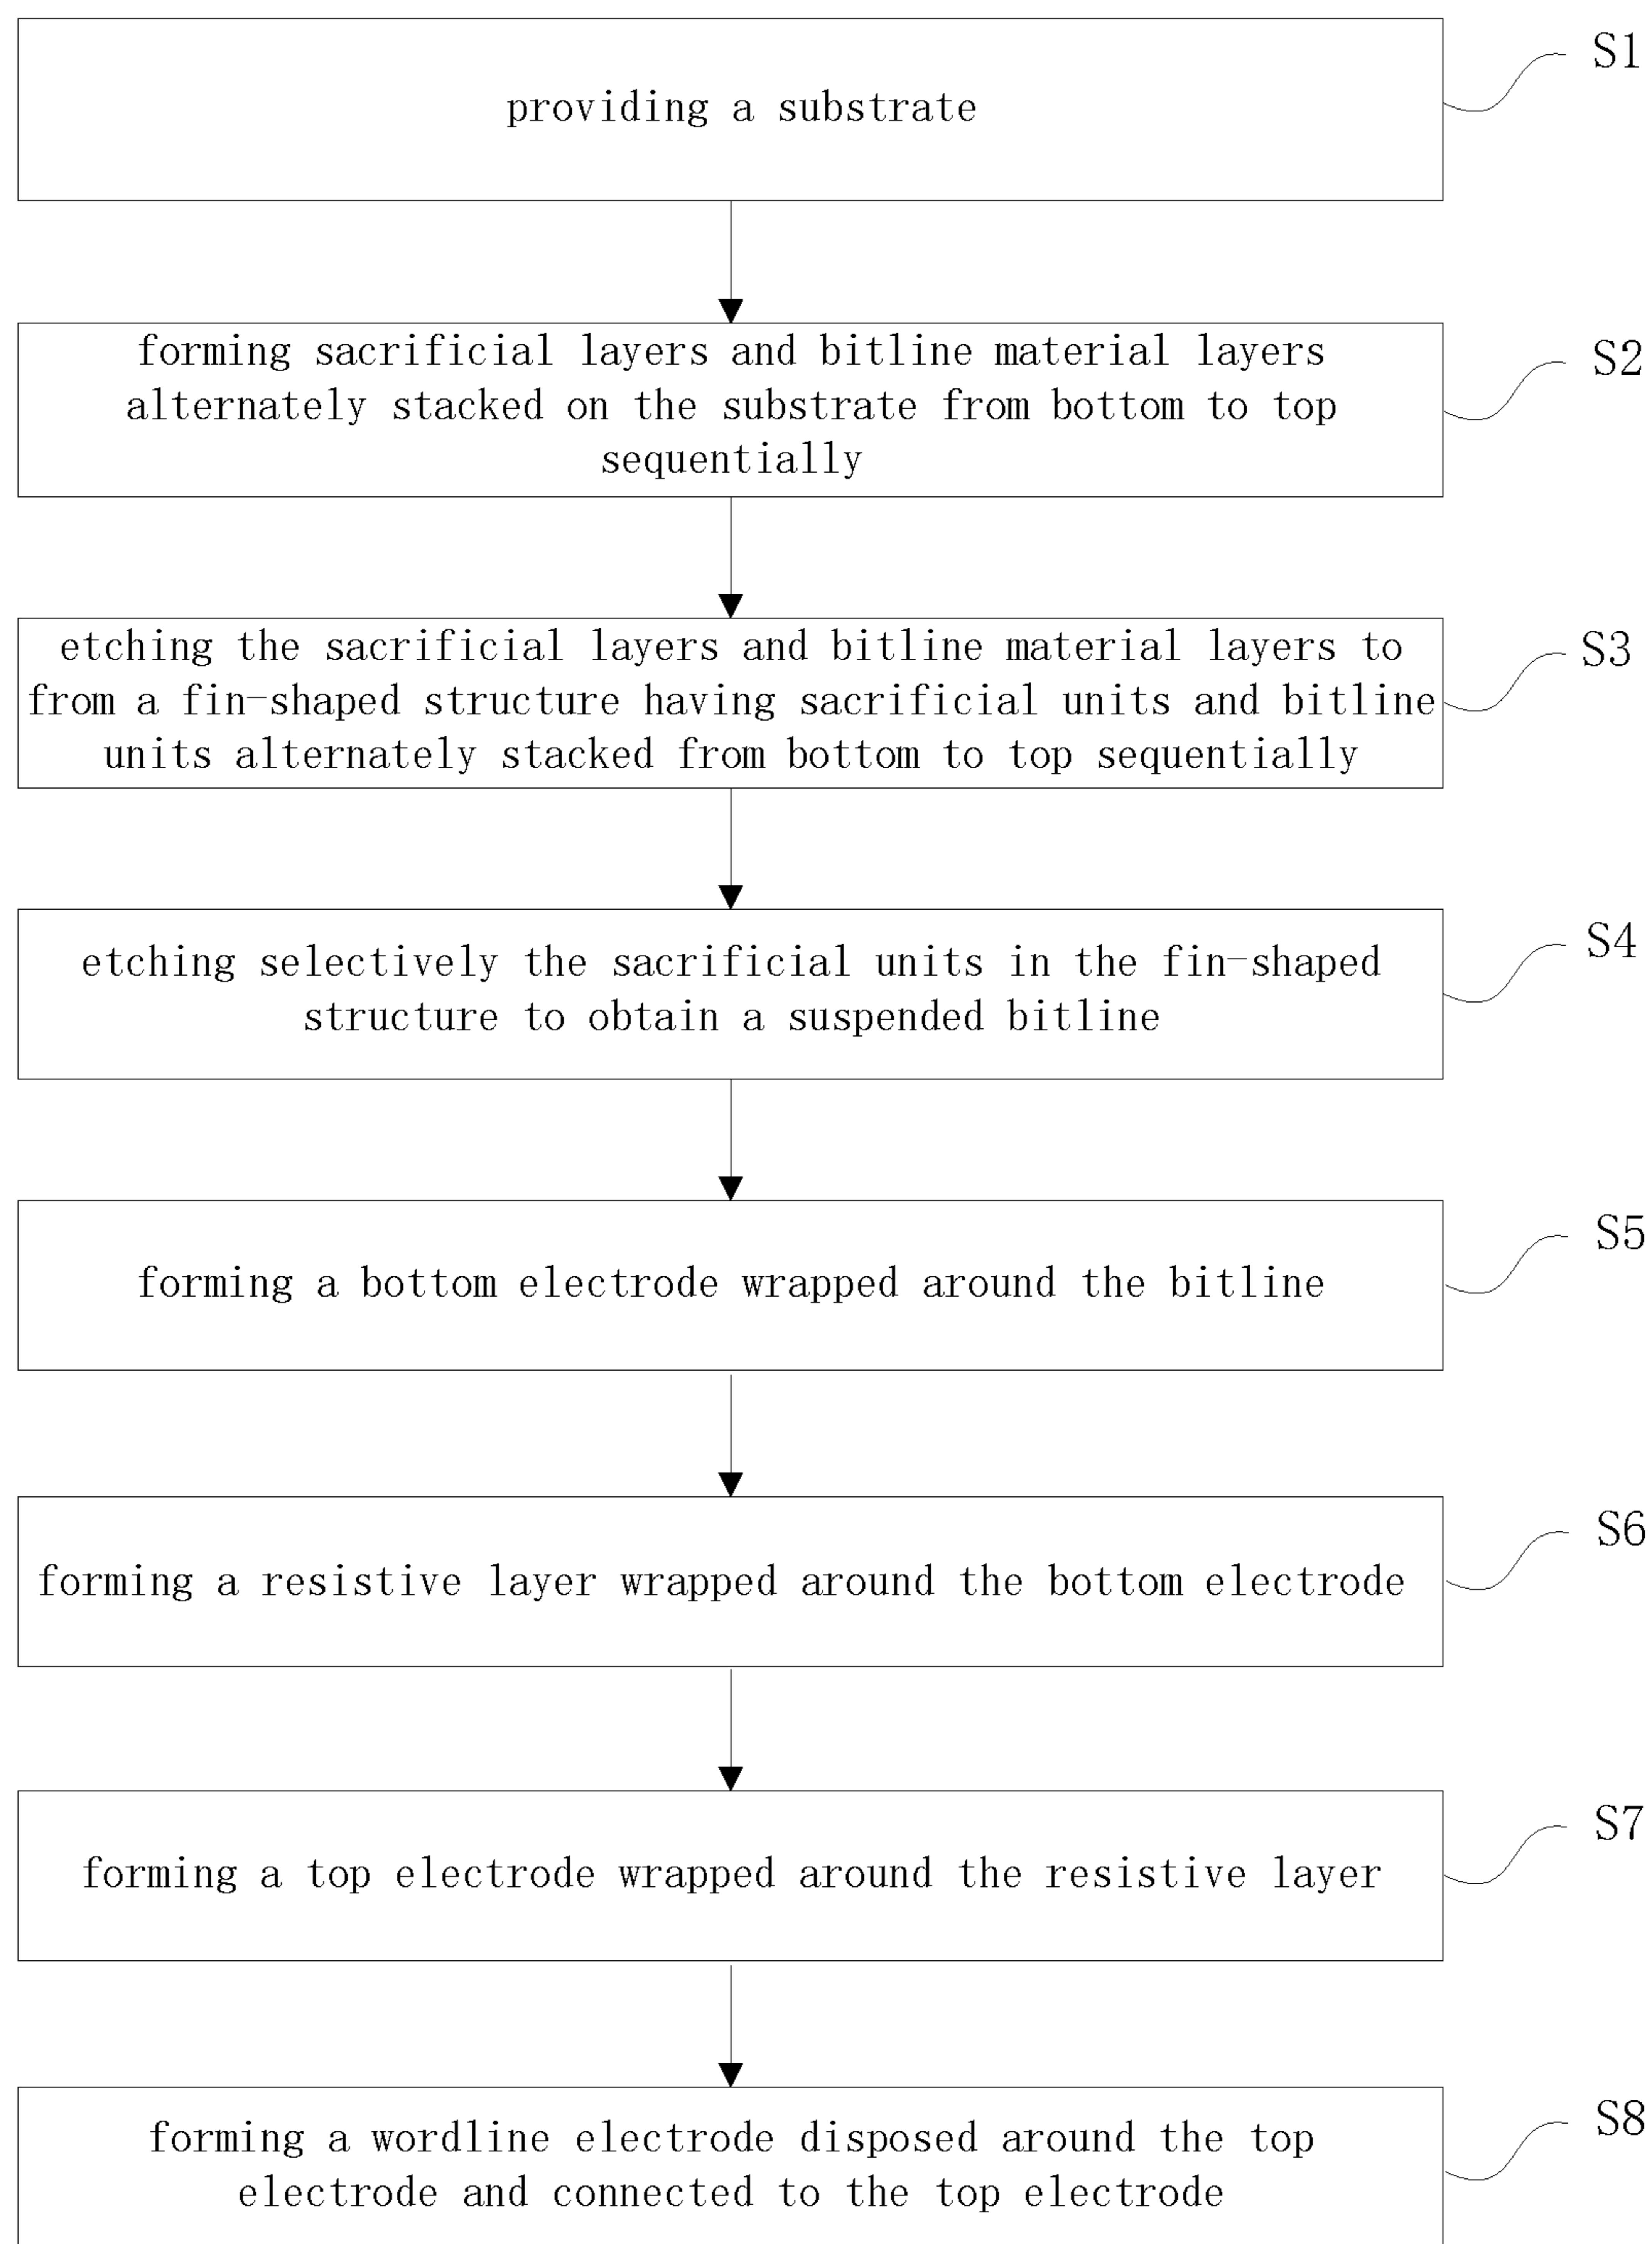 providing a substrate
S1
forming sacrificial layers and bitline material layers
alternately stacked on the substrate from bottom to top
sequentially
S2
etching the sacrificial layers and bitline material layers to
from a fin-shaped structure having sacrificial units and bitline
units alternately stacked from bottom to top sequentially
S3
etching selectively the sacrificial units in the fin-shaped
structure to obtain a suspended bitline
S4
forming a bottom electrode wrapped around the bitline
S5
forming a resistive layer wrapped around the bottom electrode
S6
forming a top electrode wrapped around the resistive layer
S7
forming a wordline electrode disposed around the top
electrode and connected to the top electrode
S8